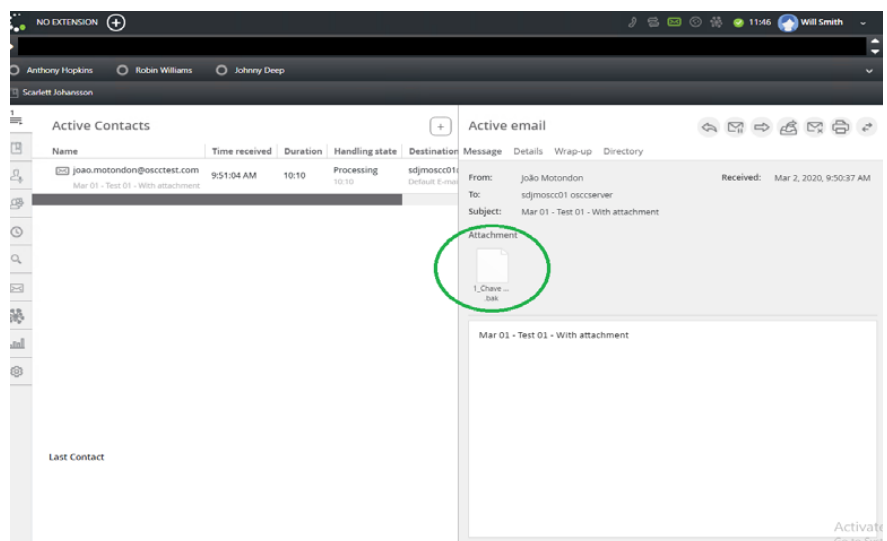 NO EXTENSION
11:46 Will Smith
Anthony Hopkins Robin Williams Johnny Deep
Scarlett Johansson
1
Active Contacts
Name Time received Duration Handling state Destination
joao.motondon@oscctest.com 9:51:04 AM 10:10 Processing sdjmoscc01
Mar 01 - Test 01 - With attachment 10:10 Default E-mai
Last Contact
Active email
Message Details Wrap-up Directory
From: João Motondon Received: Mar 2, 2020, 9:50:37 AM
To: sdjmoscc01 osccserver
Subject: Mar 01 - Test 01 - With attachment
Attachment
1_Chave ...
.bak
Mar 01 - Test 01 - With attachment
Activate